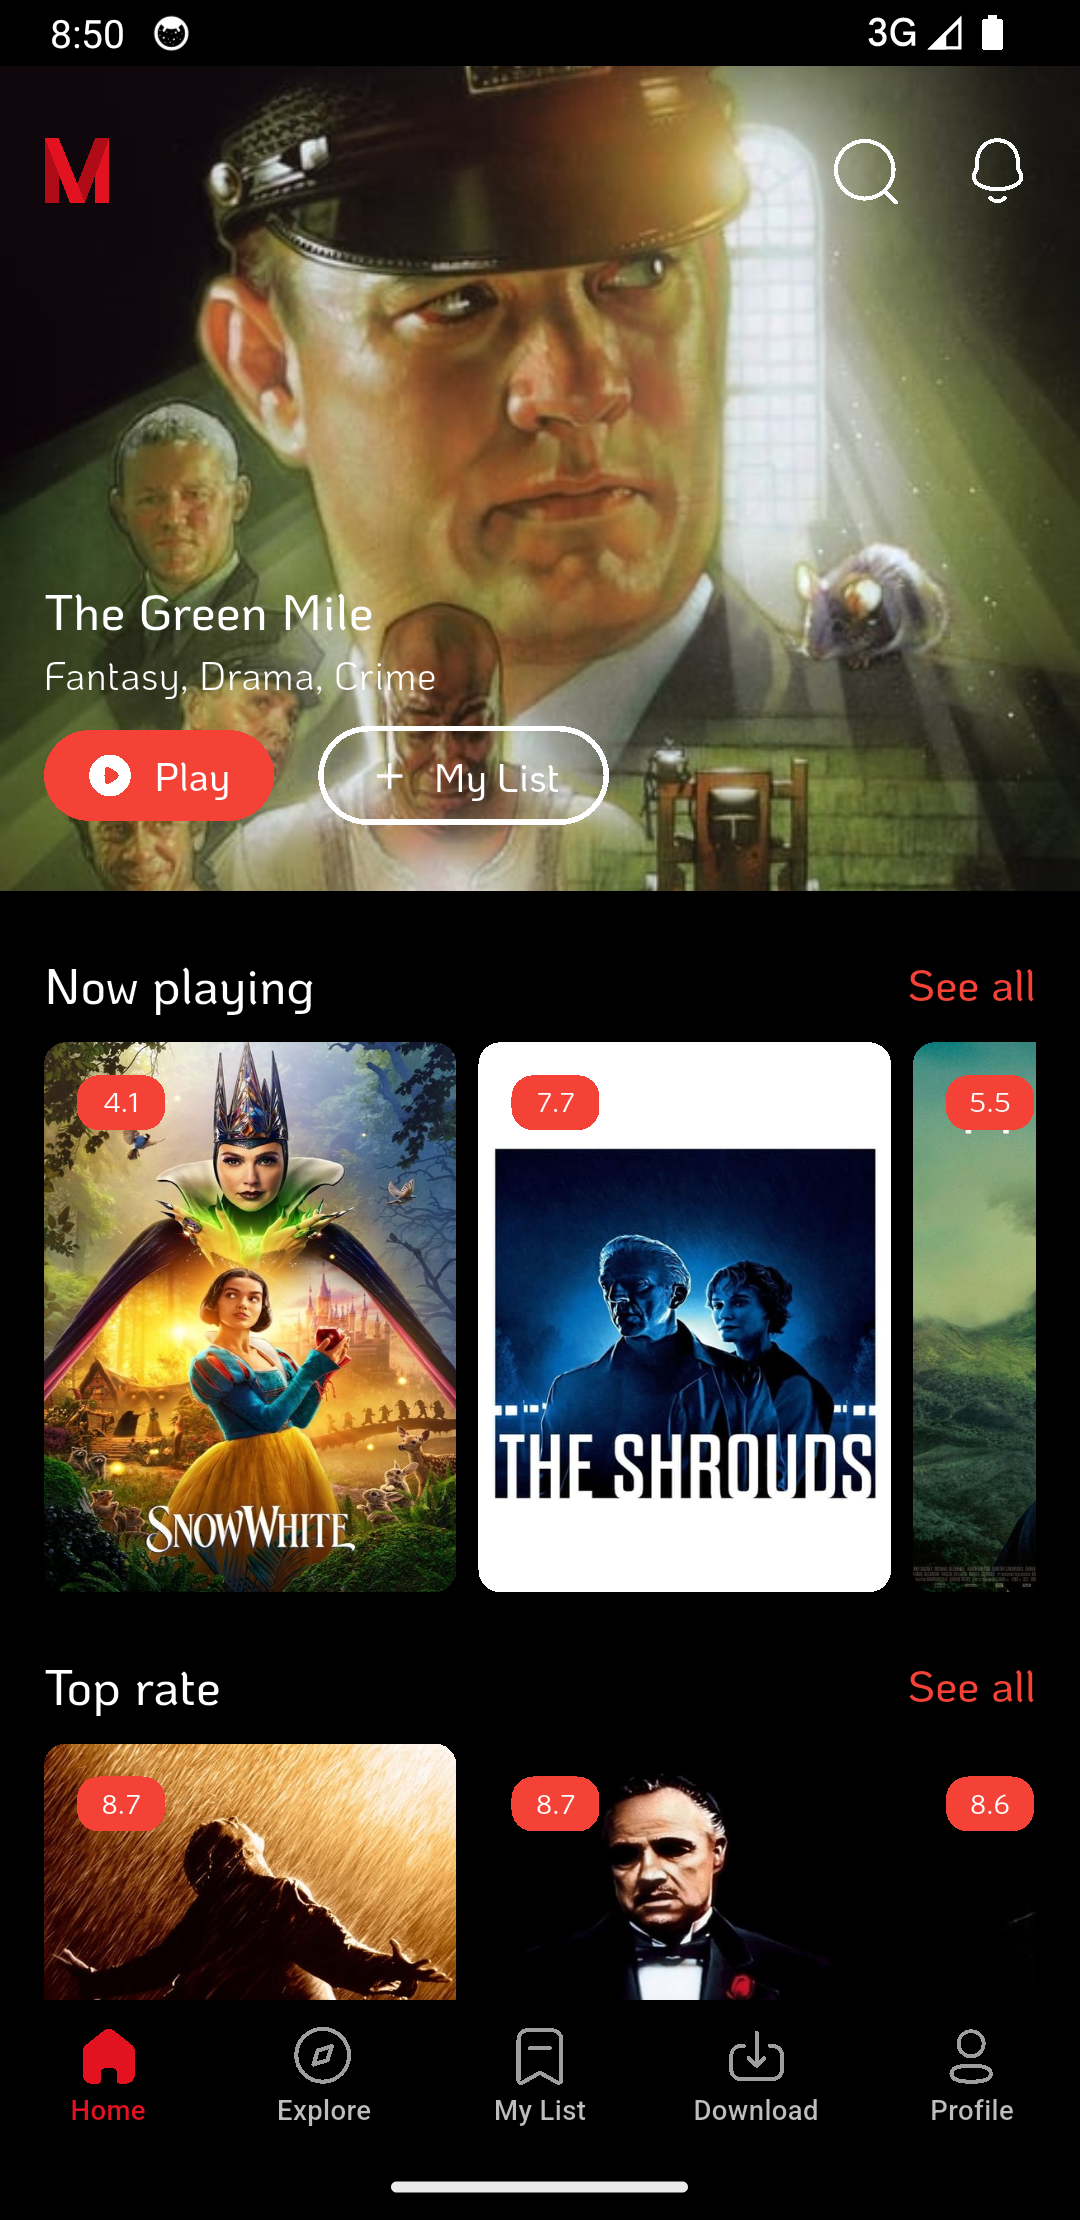 8:50
3G
M
The Green Mile
Fantasy, Drama, Crime
Play
+ My List
Now playing
See all
4.1
7.7
5.5
SNOW WHITE
THE SHROUDS
Top rate
See all
8.7
8.7
8.6
Home
Explore
My List
Download
Profile